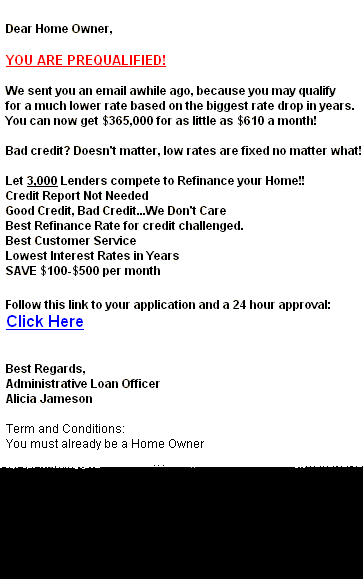 Dear Home Owner,
YOU ARE PREQUALIFIED!
We sent you an email awhile ago, because you may qualify
for a much lower rate based on the biggest rate drop in years.
You can now get $365,000 for as little as $610 a month!
Bad credit? Doesn't matter, low rates are fixed no matter what!
Let 3,000 Lenders compete to Refinance your Home!!
Credit Report Not Needed
Good Credit, Bad Credit...We Don't Care
Best Refinance Rate for credit challenged.
Best Customer Service
Lowest Interest Rates in Years
SAVE $100-$500 per month
Follow this link to your application and a 24 hour approval:
Click Here
Best Regards,
Administrative Loan Officer
Alicia Jameson
Term and Conditions:
You must already be a Home Owner